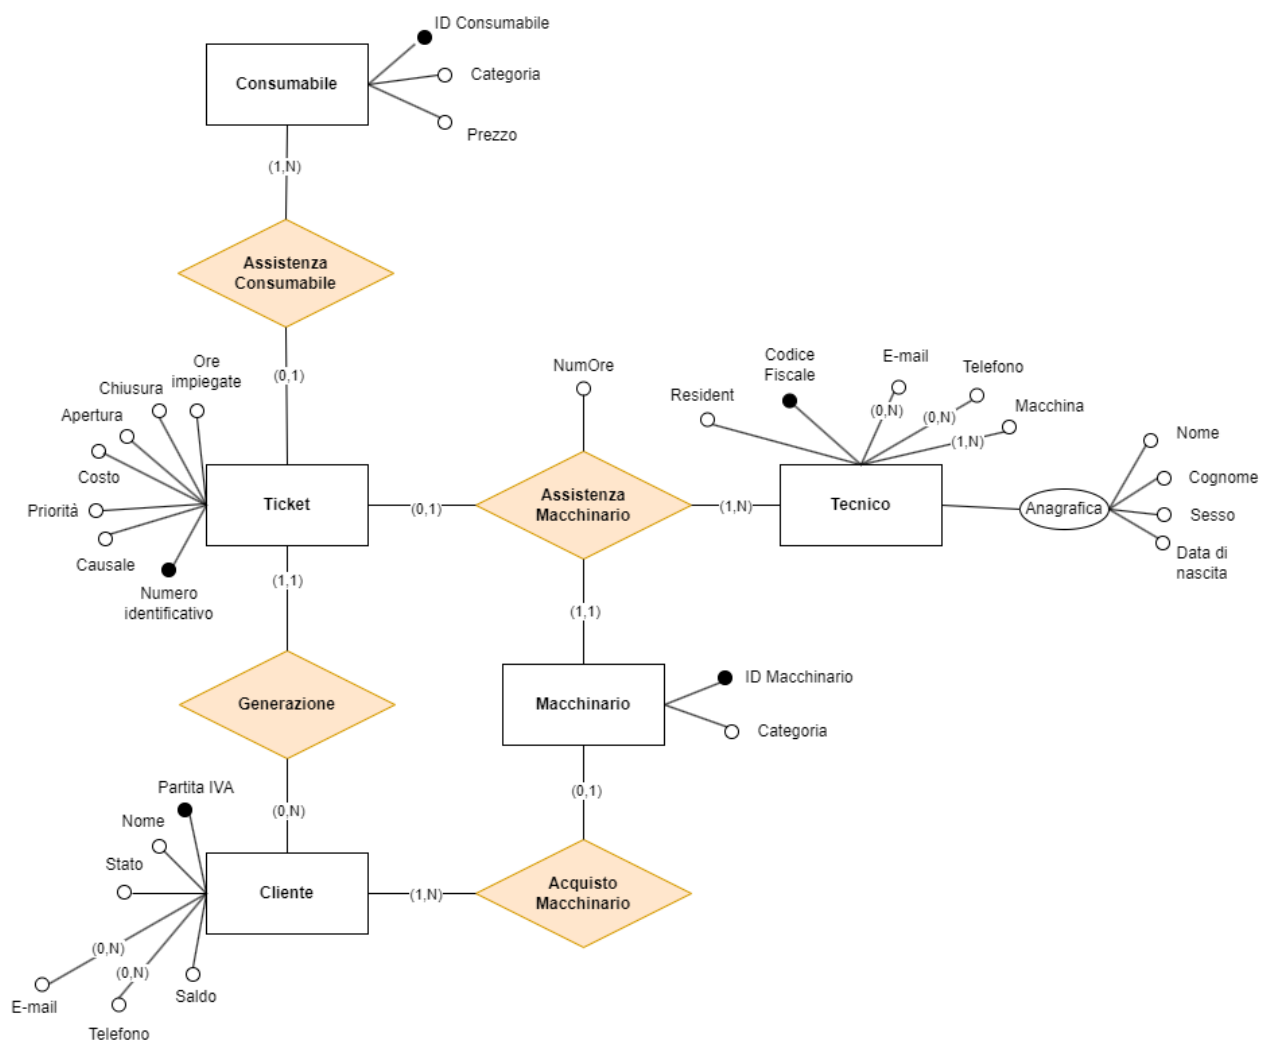 ID Consumabile
Consumabile
Categoria
Prezzo
(1,N)
Assistenza
Consumabile
(0,1)
Ore
impiegate
Chiusura
Apertura
Costo
Priorità
Causale
Numero
identificativo
Ticket
(0,1)
NumOre
Assistenza
Macchinario
(1,N)
Resident
Codice
Fiscale
E-mail
(0,N)
Telefono
(0,N)
Macchina
(1,N)
Tecnico
Anagrafica
Nome
Cognome
Sesso
Data di
nascita
(1,1)
(1,1)
Generazione
Macchinario
ID Macchinario
Categoria
(0,N)
(0,1)
Partita IVA
Nome
Stato
(0,N)
E-mail
(0,N)
Telefono
Saldo
Cliente
(1,N)
Acquisto
Macchinario